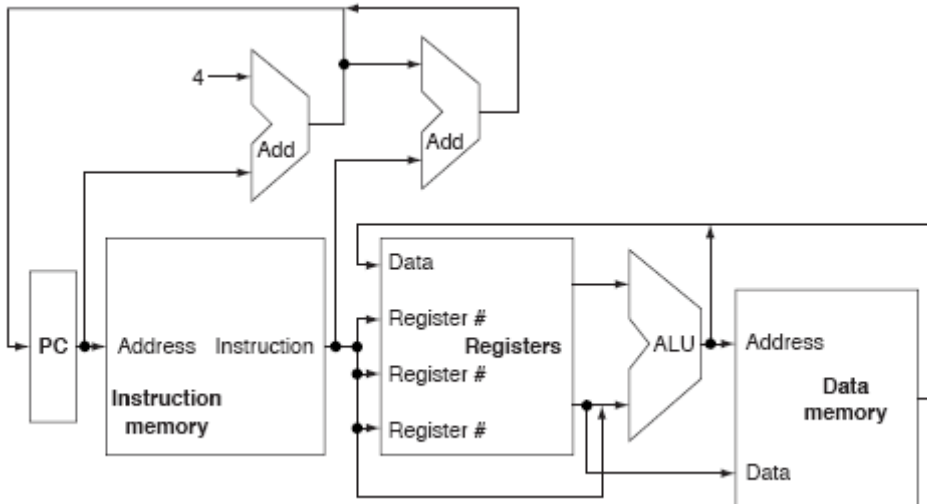 4
Add
Add
Data
Register #
PC
Address Instruction
Registers
ALU
Address
Instruction
memory
Register #
Data
memory
Register #
Data